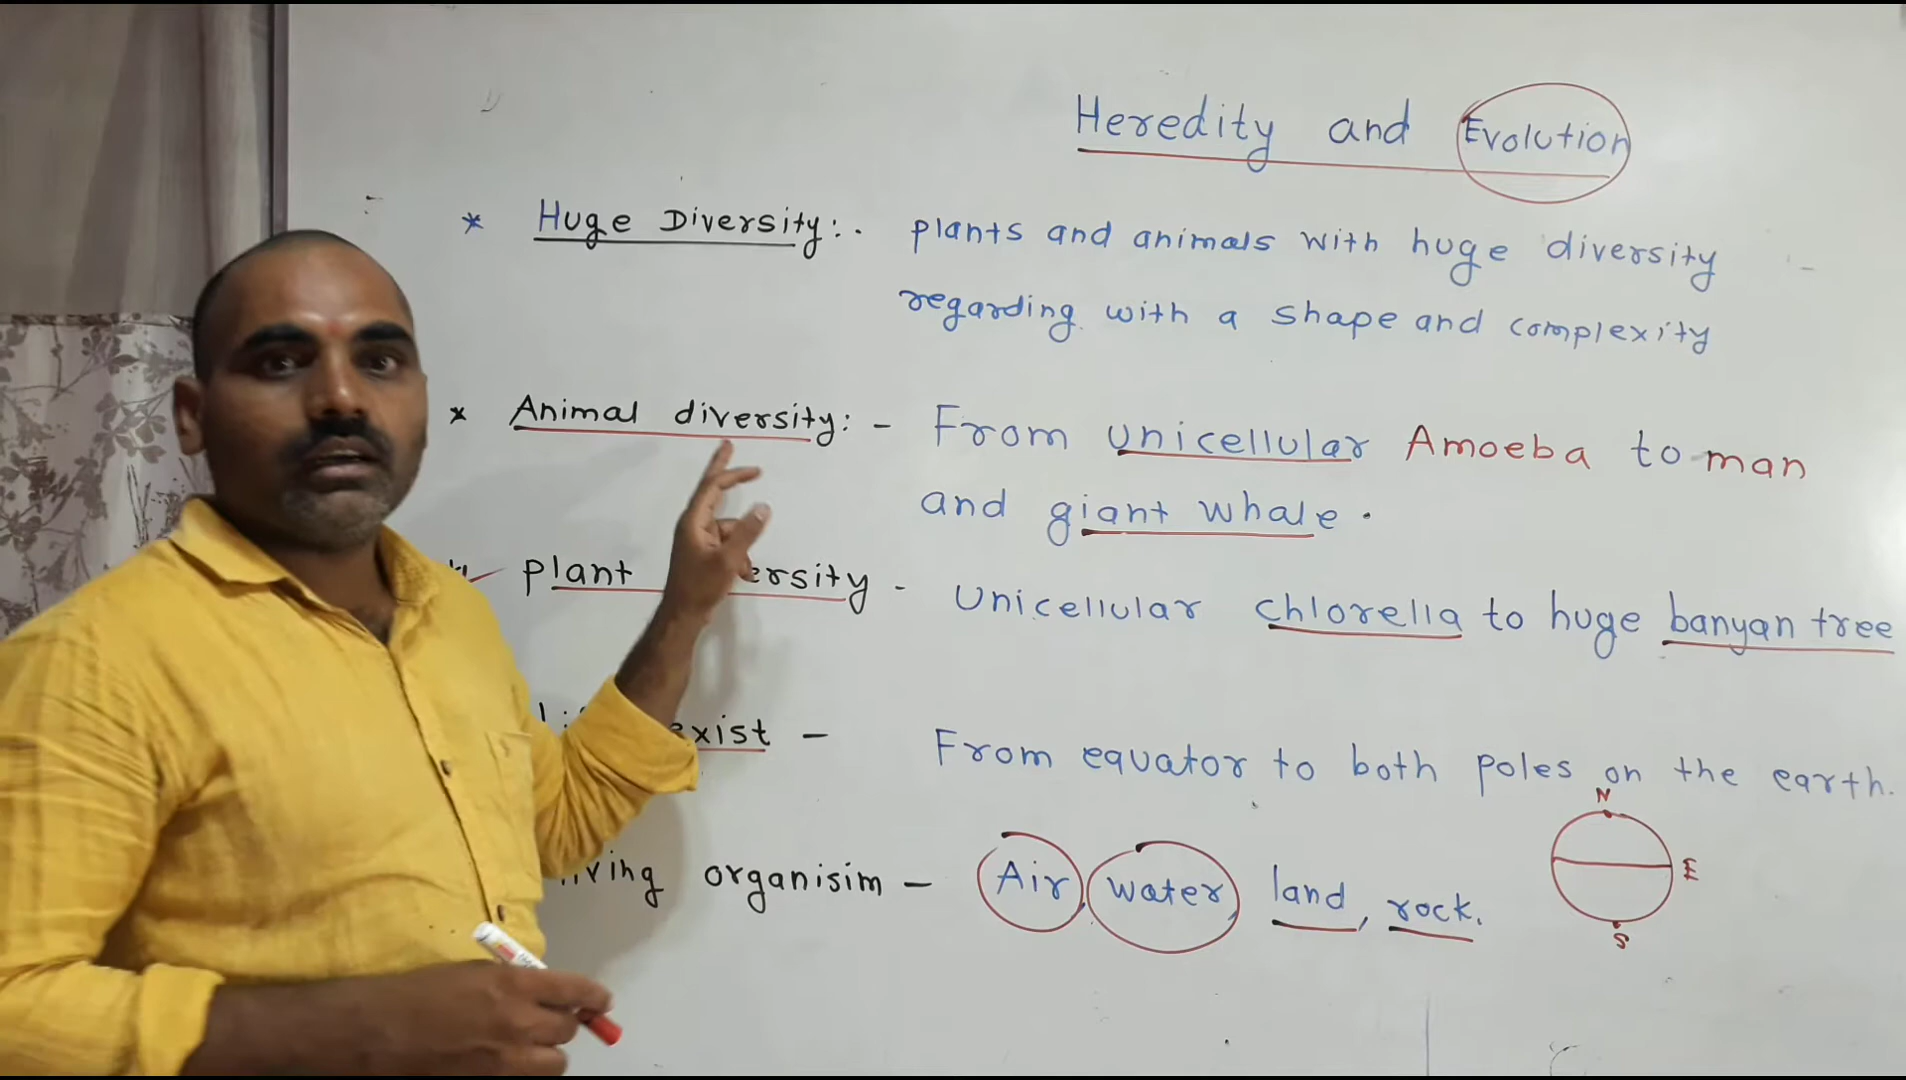 Heredity and Evolution
* Huge Diversity:- plants and animals with huge diversity
regarding with a shape and complexity
* Animal diversity:- From unicellular Amoeba to man
and giant whale.
plant - Unicellular chlorella to huge banyan tree
exist - From equator to both poles on the earth.
N
E
S
organisim - Air water land, rock.